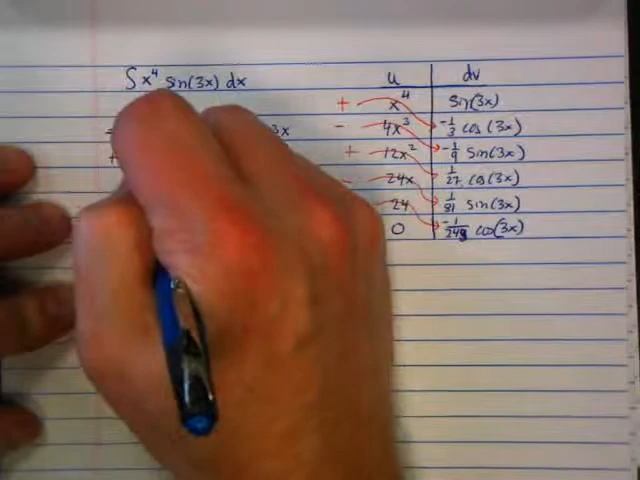 ∫ x⁴ sin(3x) dx
u dv
+ x⁴ sin(3x)
- 4x³ -1/3 cos(3x)
+ 12x² -1/9 sin(3x)
- 24x 1/27 cos(3x)
24 1/81 sin(3x)
0 -1/243 cos(3x)